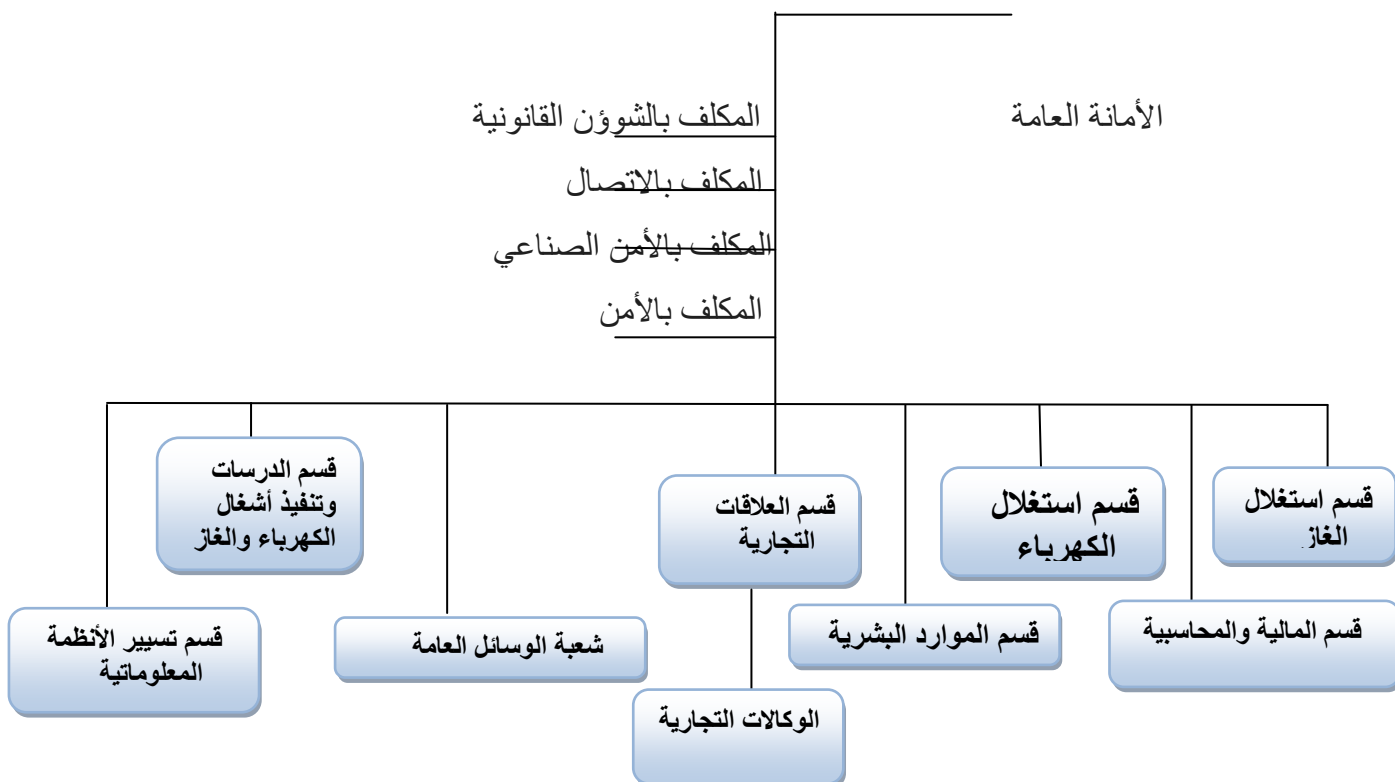 الأمانة العامة
المكلف بالشوؤن القانونية
المكلف بالاتصال
المكلف بالأمن الصناعي
المكلف بالأمن
قسم استغلال
الغاز
قسم استغلال
الكهرباء
قسم العلاقات
التجارية
قسم الدرسات
وتنفيذ أشغال
الكهرباء والغاز
قسم المالية والمحاسبية
قسم الموارد البشرية
شعبة الوسائل العامة
قسم تسيير الأنظمة
المعلوماتية
الوكالات التجارية